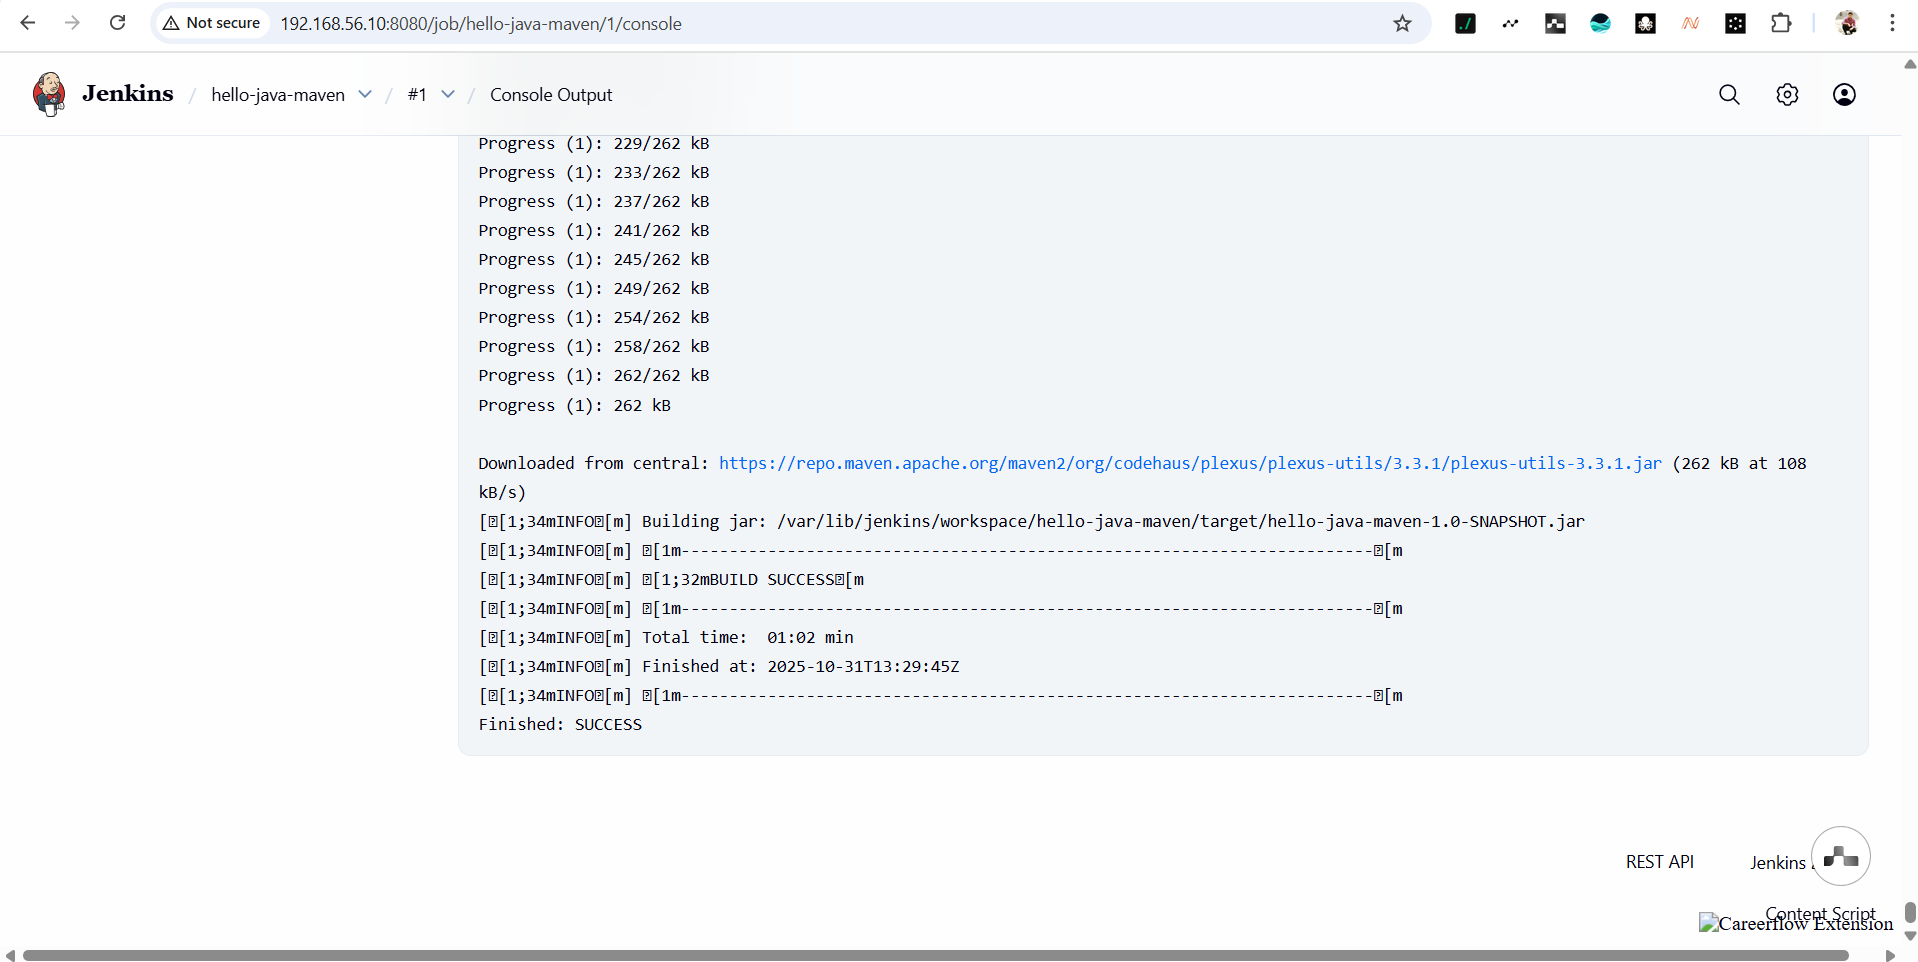 Not secure
192.168.56.10:8080/job/hello-java-maven/1/console
Jenkins / hello-java-maven / #1 / Console Output
Progress (1): 229/262 kB
Progress (1): 233/262 kB
Progress (1): 237/262 kB
Progress (1): 241/262 kB
Progress (1): 245/262 kB
Progress (1): 249/262 kB
Progress (1): 254/262 kB
Progress (1): 258/262 kB
Progress (1): 262/262 kB
Progress (1): 262 kB
Downloaded from central: https://repo.maven.apache.org/maven2/org/codehaus/plexus/plexus-utils/3.3.1/plexus-utils-3.3.1.jar (262 kB at 108
kB/s)
[␛[1;34mINFO␛[m] Building jar: /var/lib/jenkins/workspace/hello-java-maven/target/hello-java-maven-1.0-SNAPSHOT.jar
[␛[1;34mINFO␛[m] ␛[1m------------------------------------------------------------------------␛[m
[␛[1;34mINFO␛[m] ␛[1;32mBUILD SUCCESS␛[m
[␛[1;34mINFO␛[m] ␛[1m------------------------------------------------------------------------␛[m
[␛[1;34mINFO␛[m] Total time:  01:02 min
[␛[1;34mINFO␛[m] Finished at: 2025-10-31T13:29:45Z
[␛[1;34mINFO␛[m] ␛[1m------------------------------------------------------------------------␛[m
Finished: SUCCESS
REST API
Jenkins
Content Script
Careerflow Extension